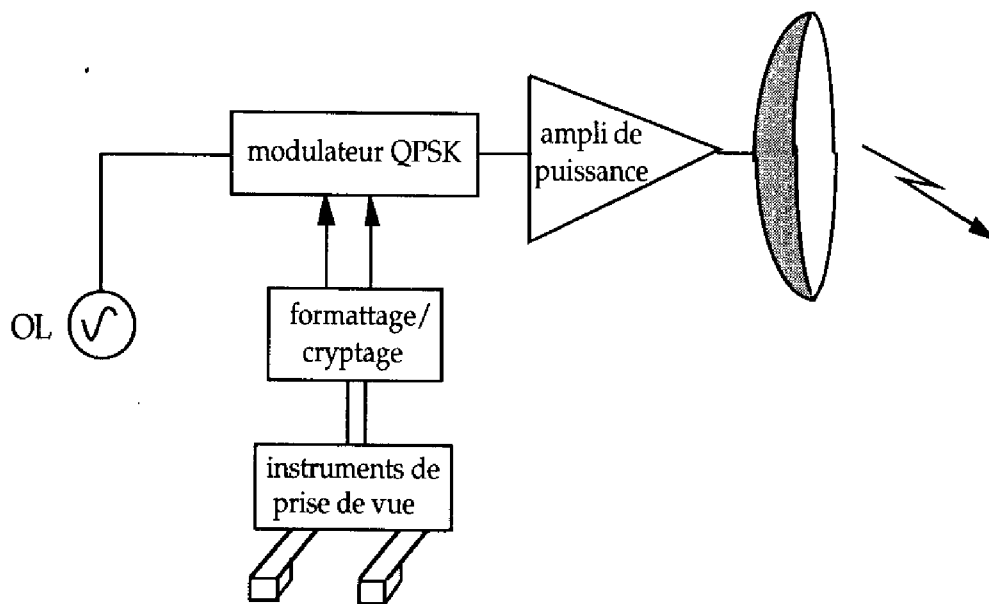 modulateur QPSK
ampli de
puissance
OL
formattage/
cryptage
instruments de
prise de vue